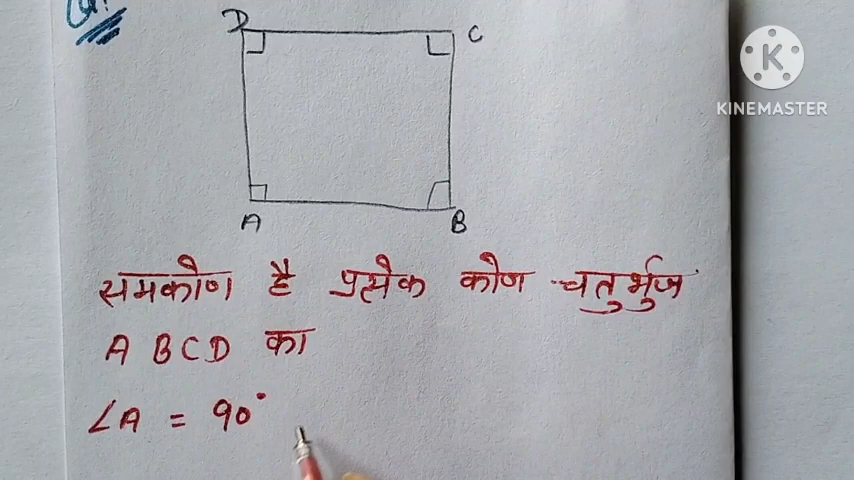 D C
KINEMASTER
A B
समकोण है प्रत्येक कोण चतुर्भुज
A B C D का
∠A = 90°